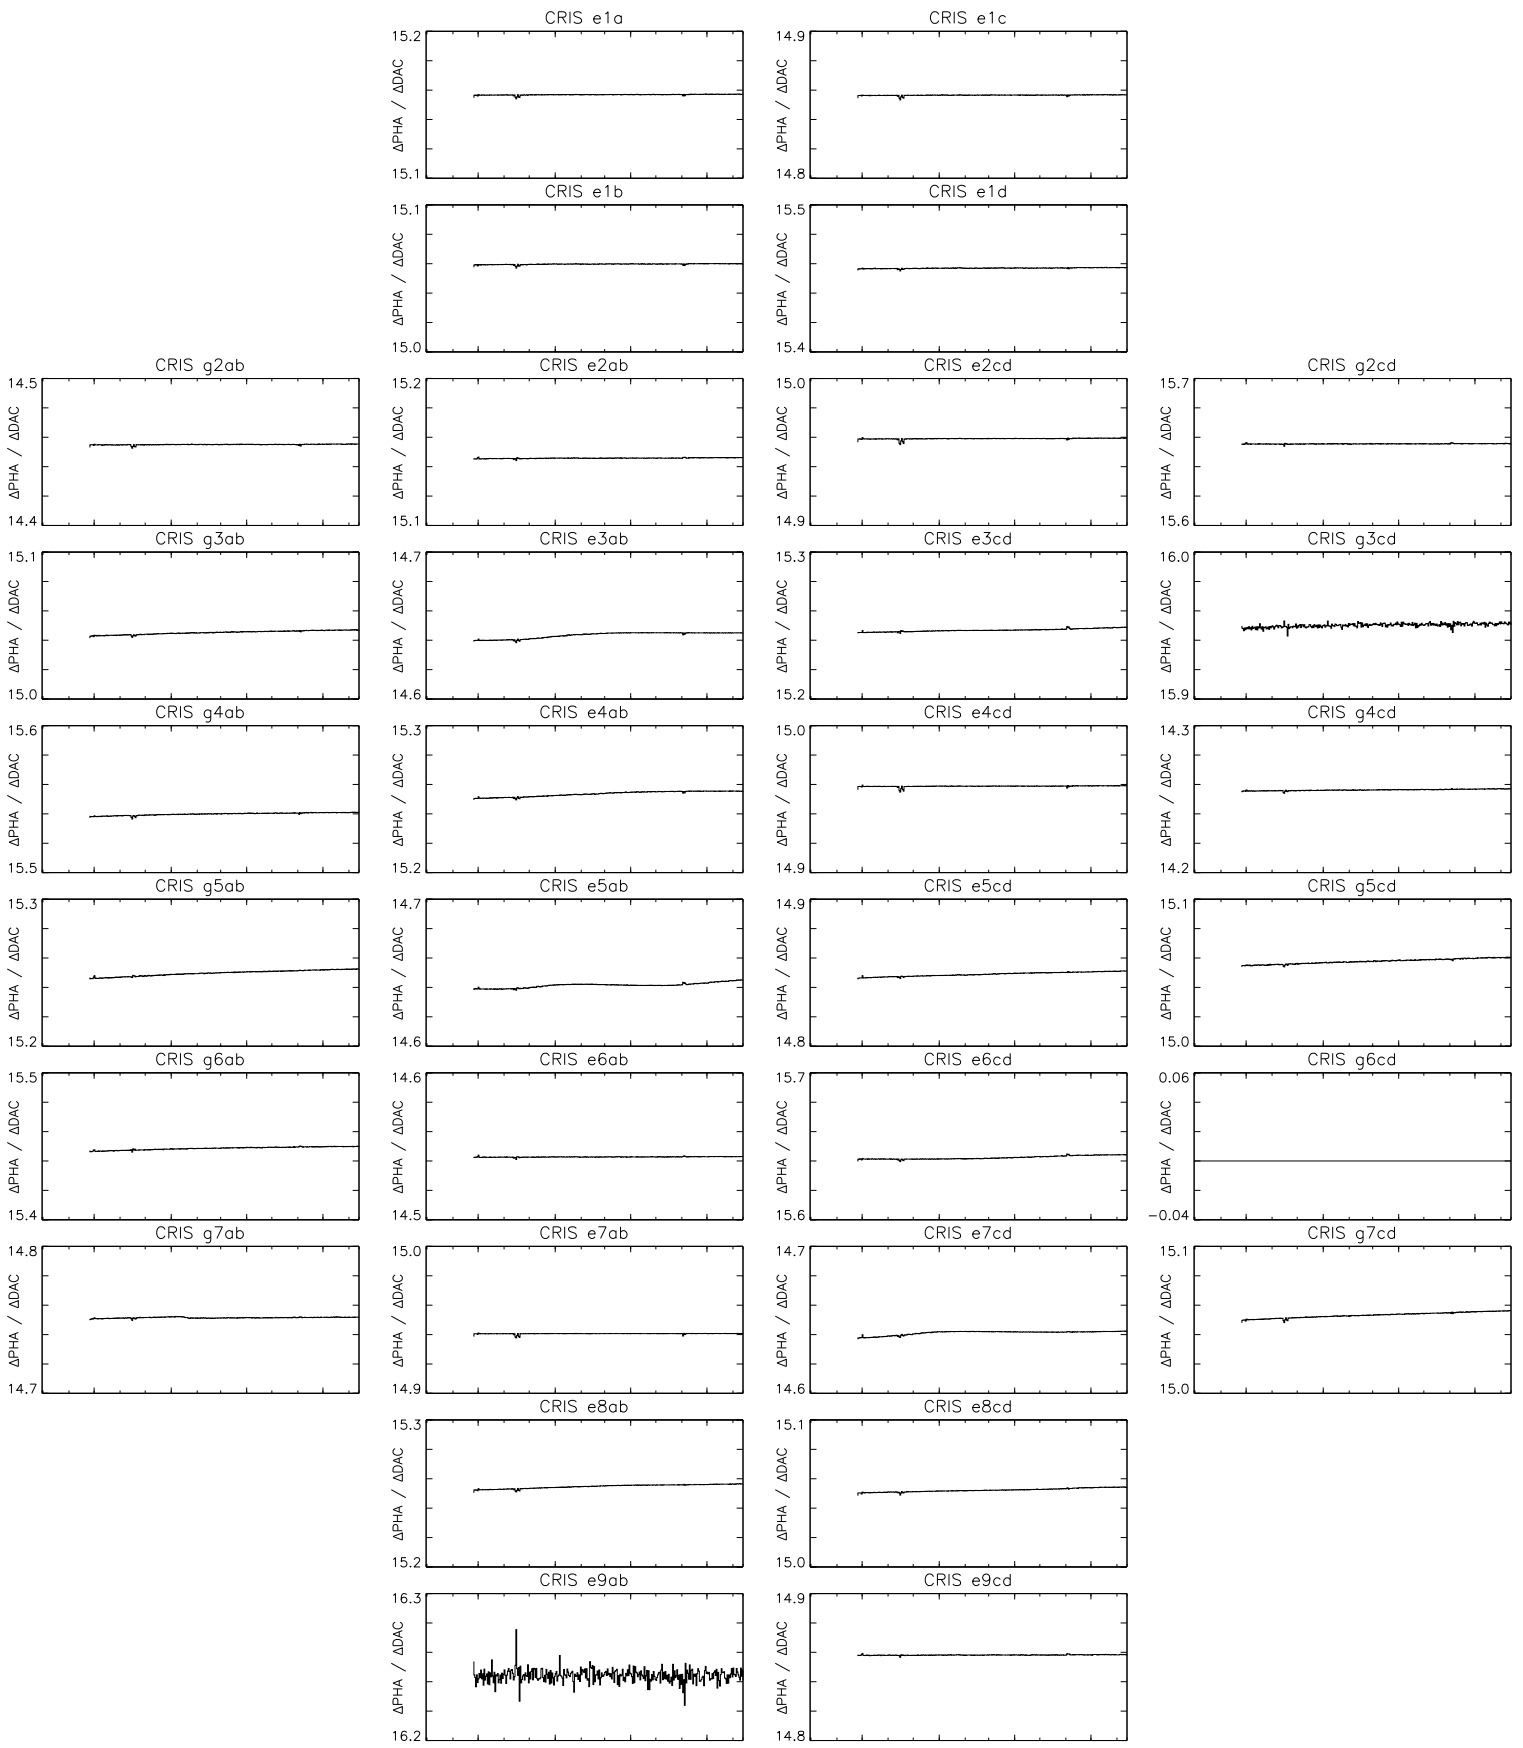 CRIS e1a
15.2
ΔPHA / ΔDAC
15.1
CRIS e1c
14.9
ΔPHA / ΔDAC
14.8
CRIS e1b
15.1
ΔPHA / ΔDAC
15.0
CRIS e1d
15.5
ΔPHA / ΔDAC
15.4
CRIS g2ab
14.5
ΔPHA / ΔDAC
14.4
CRIS e2ab
15.2
ΔPHA / ΔDAC
15.1
CRIS e2cd
15.0
ΔPHA / ΔDAC
14.9
CRIS g2cd
15.7
ΔPHA / ΔDAC
15.6
CRIS g3ab
15.1
ΔPHA / ΔDAC
15.0
CRIS e3ab
14.7
ΔPHA / ΔDAC
14.6
CRIS e3cd
15.3
ΔPHA / ΔDAC
15.2
CRIS g3cd
16.0
ΔPHA / ΔDAC
15.9
CRIS g4ab
15.6
ΔPHA / ΔDAC
15.5
CRIS e4ab
15.3
ΔPHA / ΔDAC
15.2
CRIS e4cd
15.0
ΔPHA / ΔDAC
14.9
CRIS g4cd
14.3
ΔPHA / ΔDAC
14.2
CRIS g5ab
15.3
ΔPHA / ΔDAC
15.2
CRIS e5ab
14.7
ΔPHA / ΔDAC
14.6
CRIS e5cd
14.9
ΔPHA / ΔDAC
14.8
CRIS g5cd
15.1
ΔPHA / ΔDAC
15.0
CRIS g6ab
15.5
ΔPHA / ΔDAC
15.4
CRIS e6ab
14.6
ΔPHA / ΔDAC
14.5
CRIS e6cd
15.7
ΔPHA / ΔDAC
15.6
CRIS g6cd
0.06
ΔPHA / ΔDAC
−0.04
CRIS g7ab
14.8
ΔPHA / ΔDAC
14.7
CRIS e7ab
15.0
ΔPHA / ΔDAC
14.9
CRIS e7cd
14.7
ΔPHA / ΔDAC
14.6
CRIS g7cd
15.1
ΔPHA / ΔDAC
15.0
CRIS e8ab
15.3
ΔPHA / ΔDAC
15.2
CRIS e8cd
15.1
ΔPHA / ΔDAC
15.0
CRIS e9ab
16.3
ΔPHA / ΔDAC
16.2
CRIS e9cd
14.9
ΔPHA / ΔDAC
14.8